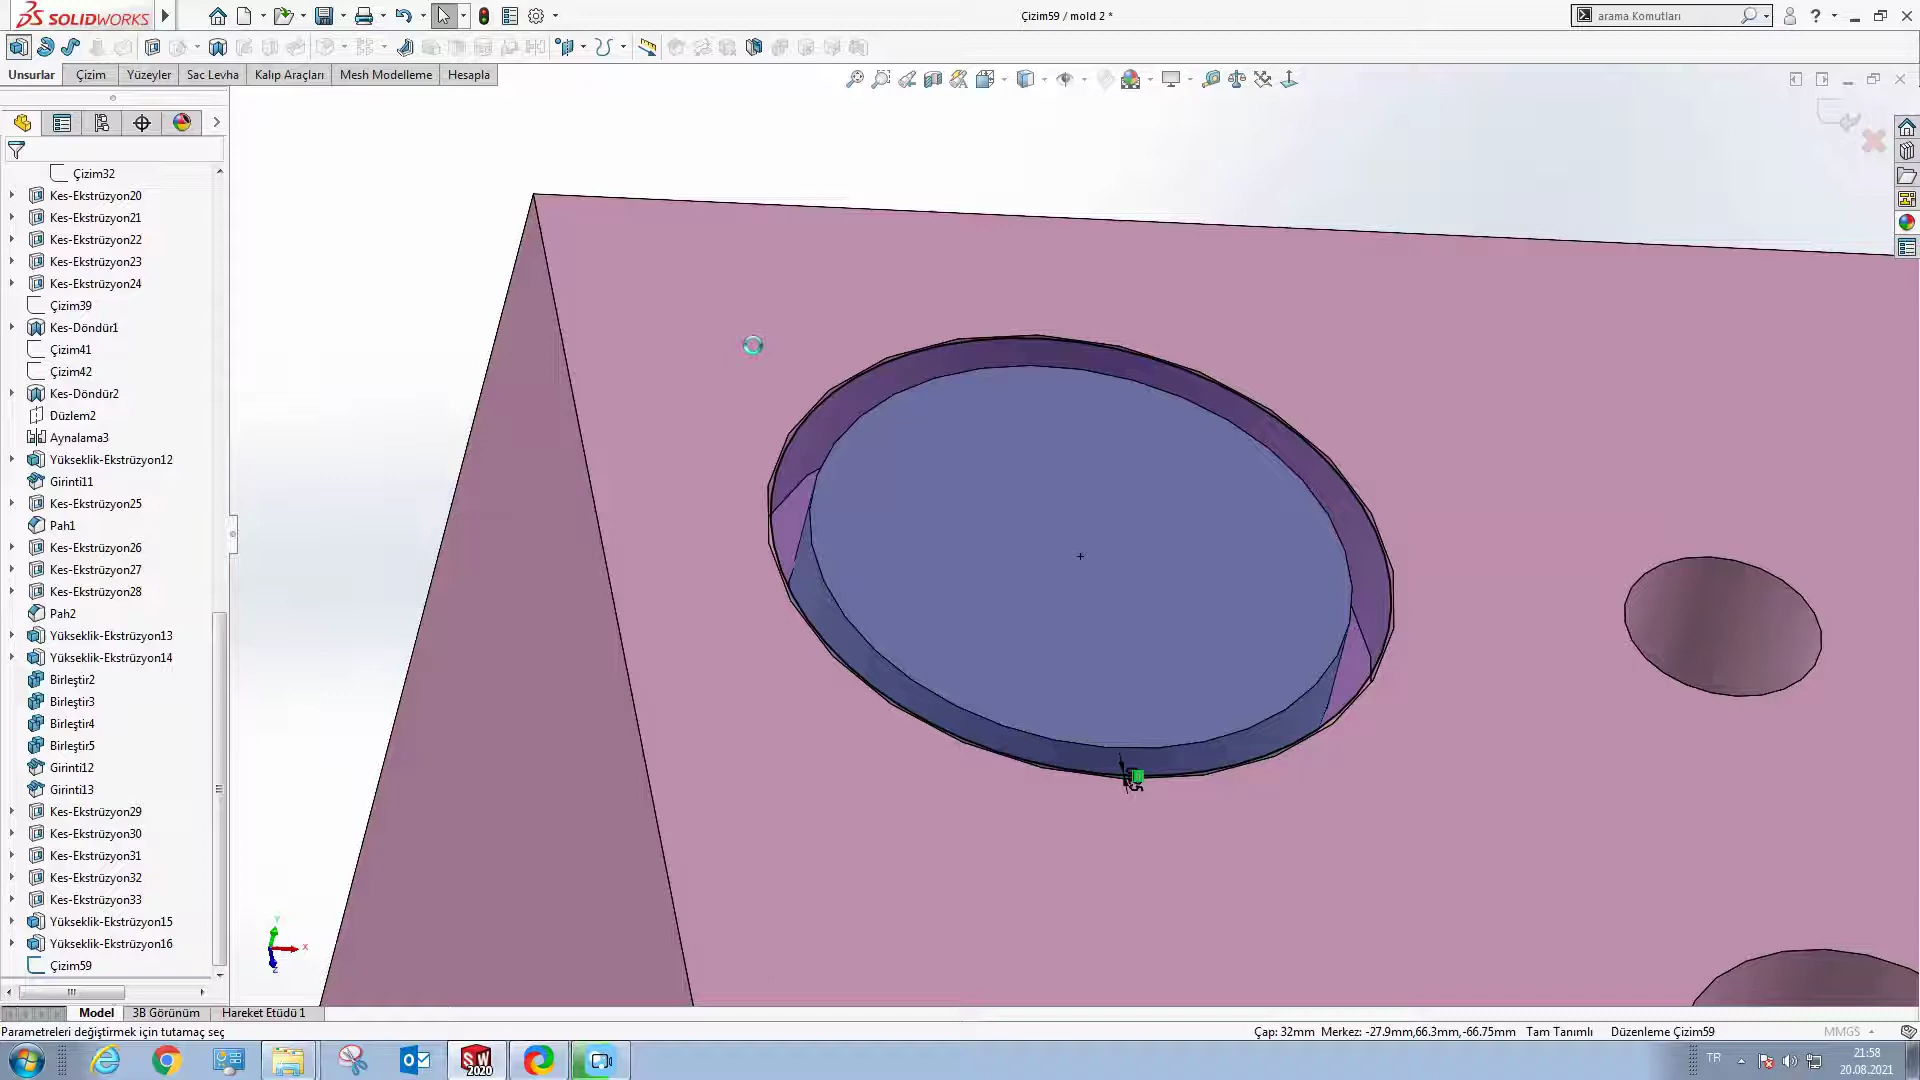 SOLIDWORKS
Çizim59 / mold 2 *
arama Komutları
Unsurlar
Çizim
Yüzeyler
Sac Levha
Kalıp Araçları
Mesh Modelleme
Hesapla
Çizim32
Kes-Ekstrüzyon20
Kes-Ekstrüzyon21
Kes-Ekstrüzyon22
Kes-Ekstrüzyon23
Kes-Ekstrüzyon24
Çizim39
Kes-Döndür1
Çizim41
Çizim42
Kes-Döndür2
Düzlem2
Aynalama3
Yükseklik-Ekstrüzyon12
Girinti11
Kes-Ekstrüzyon25
Pah1
Kes-Ekstrüzyon26
Kes-Ekstrüzyon27
Kes-Ekstrüzyon28
Pah2
Yükseklik-Ekstrüzyon13
Yükseklik-Ekstrüzyon14
Birleştir2
Birleştir3
Birleştir4
Birleştir5
Girinti12
Girinti13
Kes-Ekstrüzyon29
Kes-Ekstrüzyon30
Kes-Ekstrüzyon31
Kes-Ekstrüzyon32
Kes-Ekstrüzyon33
Yükseklik-Ekstrüzyon15
Yükseklik-Ekstrüzyon16
Çizim59
Y
X
Z
Model
3B Görünüm
Hareket Etüdü 1
Parametreleri değiştirmek için tutamaç seç
Çap: 32mm Merkez: -27.9mm,66.3mm,-66.75mm
Tam Tanımlı
Düzenleme Çizim59
MMGS
SW
2020
TR
21:58
20.08.2021